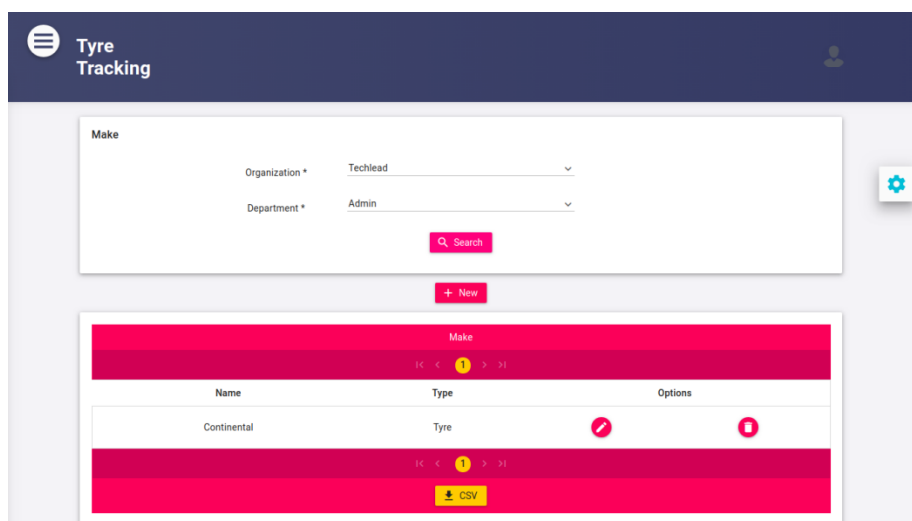 Tyre
Tracking
Make
Organization * Techlead
Department * Admin
Search
+ New
Make
1
Name Type Options
Continental Tyre
1
CSV